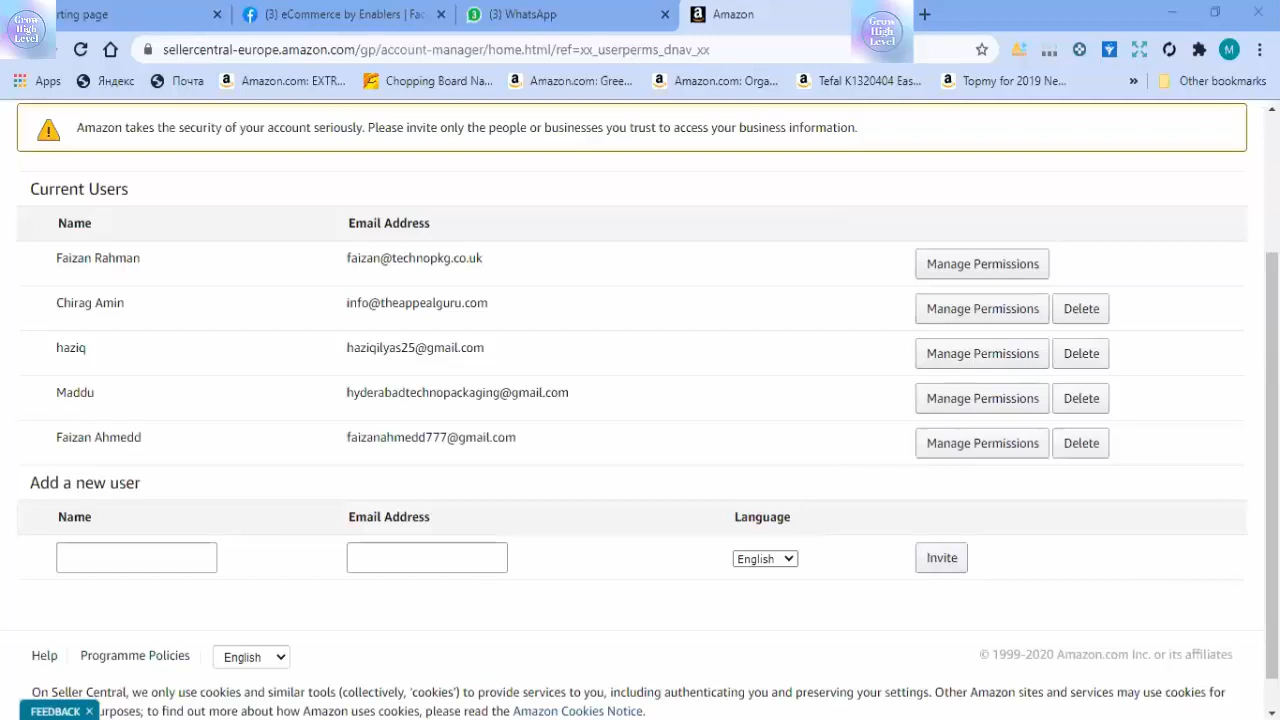 Grow
High
Level
rting page
(3) eCommerce by Enablers | Fac
3
(3) WhatsApp
Amazon
Grow
High
Level
sellercentral-europe.amazon.com/gp/account-manager/home.html/ref=xx_userperms_dnav_xx
M
Apps
Яндекс
Почта
Amazon.com: EXTR...
Chopping Board Na...
Amazon.com: Gree...
Amazon.com: Orga...
Tefal K1320404 Eas...
Topmy for 2019 Ne...
»
Other bookmarks
Amazon takes the security of your account seriously. Please invite only the people or businesses you trust to access your business information.
Current Users
Name Email Address
Faizan Rahman faizan@technopkg.co.uk Manage Permissions
Chirag Amin info@theappealguru.com Manage Permissions Delete
haziq haziqilyas25@gmail.com Manage Permissions Delete
Maddu hyderabadtechnopackaging@gmail.com Manage Permissions Delete
Faizan Ahmedd faizanahmedd777@gmail.com Manage Permissions Delete
Add a new user
Name Email Address Language
English Invite
Help Programme Policies English © 1999-2020 Amazon.com Inc. or its affiliates
On Seller Central, we only use cookies and similar tools (collectively, 'cookies') to provide services to you, including authenticating you and preserving your settings. Other Amazon sites and services may use cookies for
FEEDBACK × urposes; to find out more about how Amazon uses cookies, please read the Amazon Cookies Notice.